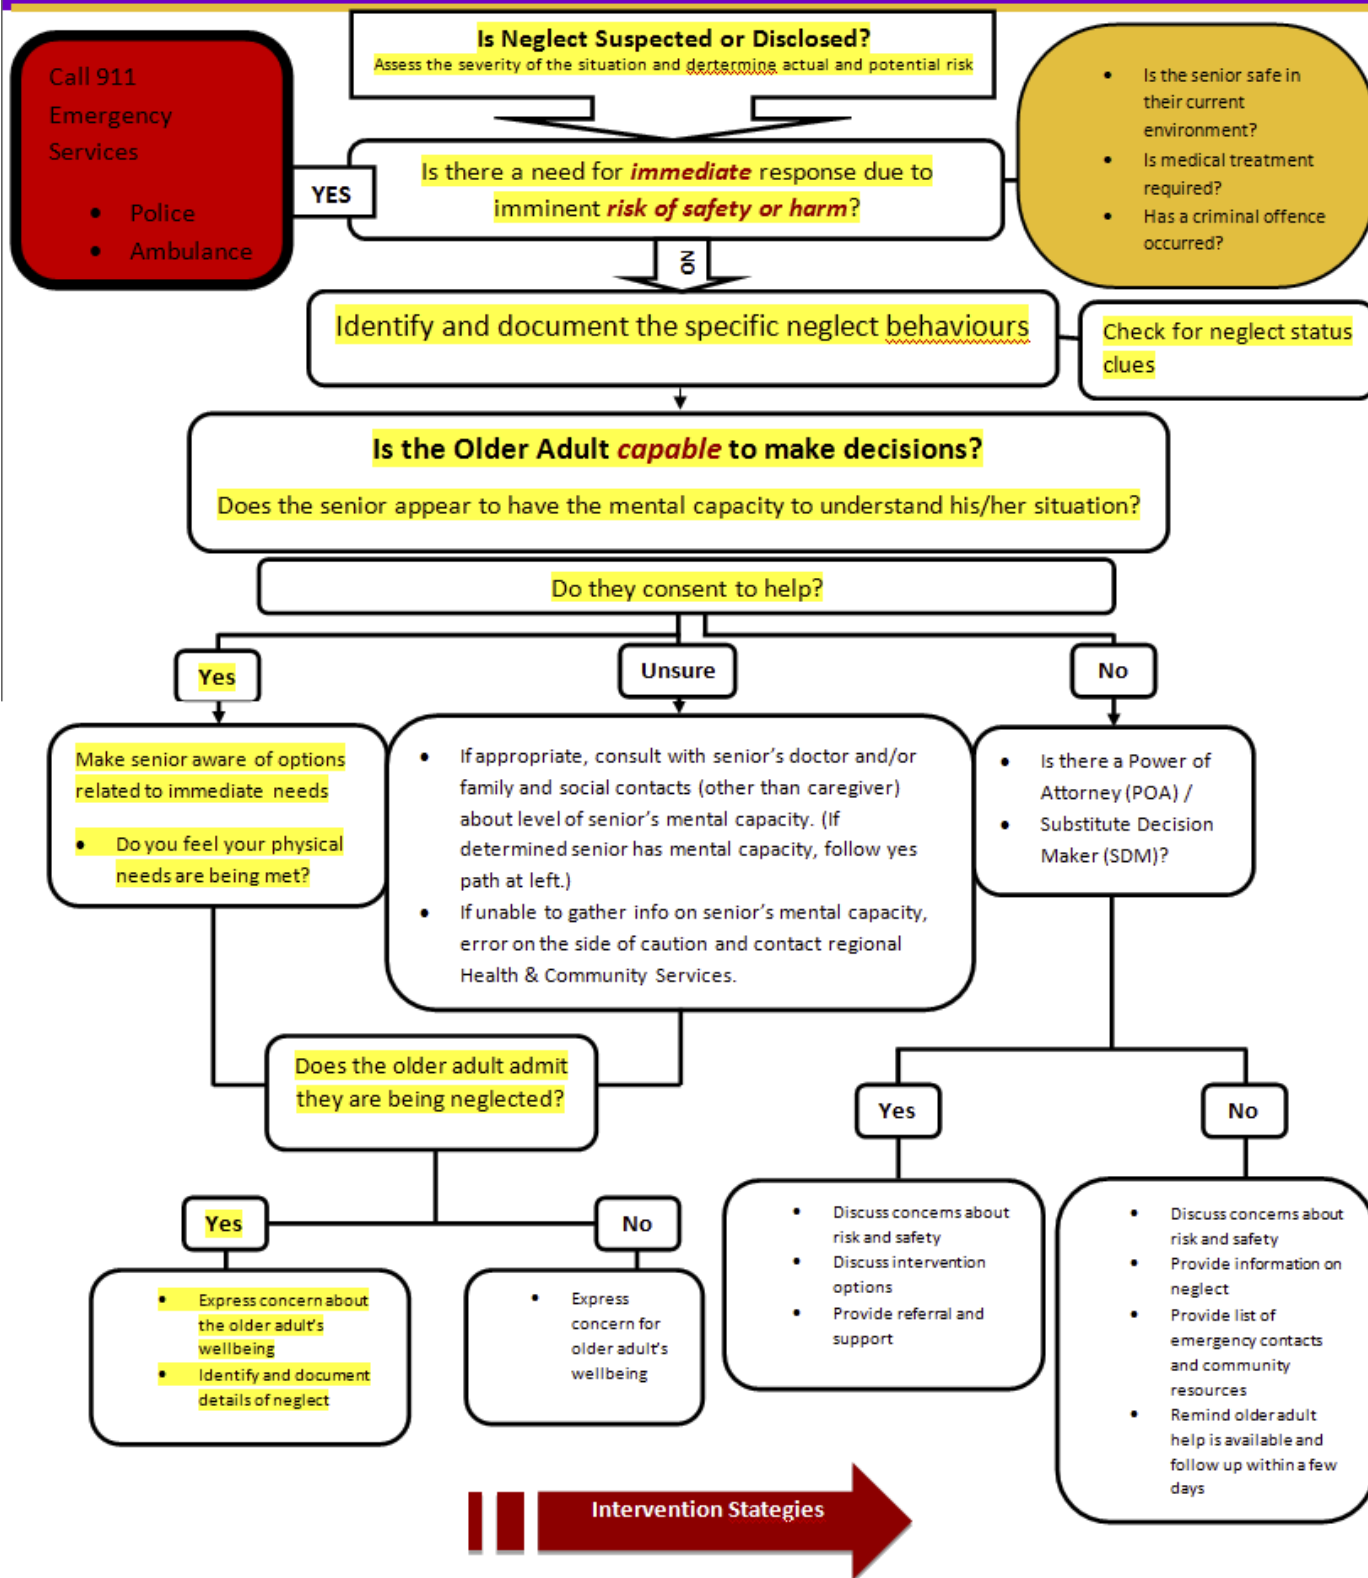 Is Neglect Suspected or Disclosed?
Assess the severity of the situation and dertermine actual and potential risk
Call 911
Emergency
Services
• Police
• Ambulance
YES
Is there a need for immediate response due to
imminent risk of safety or harm?
• Is the senior safe in
their current
environment?
• Is medical treatment
required?
• Has a criminal offence
occurred?
NO
Identify and document the specific neglect behaviours
Check for neglect status
clues
Is the Older Adult capable to make decisions?
Does the senior appear to have the mental capacity to understand his/her situation?
Do they consent to help?
Yes
Unsure
No
Make senior aware of options
related to immediate needs
• Do you feel your physical
needs are being met?
• If appropriate, consult with senior's doctor and/or
family and social contacts (other than caregiver)
about level of senior's mental capacity. (If
determined senior has mental capacity, follow yes
path at left.)
• If unable to gather info on senior's mental capacity,
error on the side of caution and contact regional
Health & Community Services.
• Is there a Power of
Attorney (POA) /
• Substitute Decision
Maker (SDM)?
Does the older adult admit
they are being neglected?
Yes
No
Yes
No
• Express concern about
the older adult's
wellbeing
• Identify and document
details of neglect
• Express
concern for
older adult's
wellbeing
• Discuss concerns about
risk and safety
• Discuss intervention
options
• Provide referral and
support
• Discuss concerns about
risk and safety
• Provide information on
neglect
• Provide list of
emergency contacts
and community
resources
• Remind older adult
help is available and
follow up within a few
days
Intervention Stategies